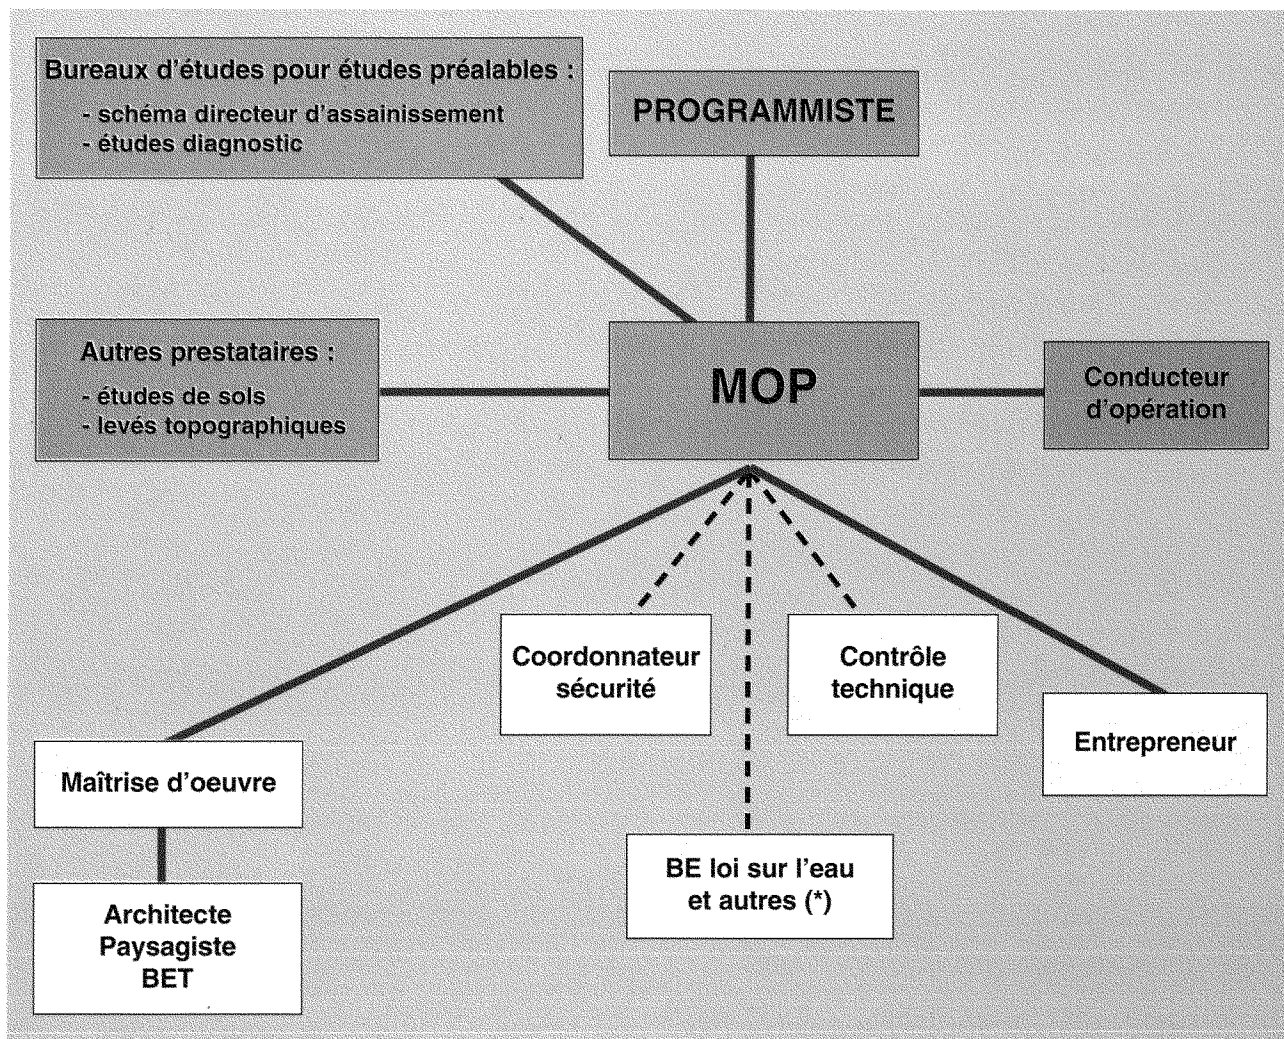 Bureaux d'études pour études préalables :
- schéma directeur d'assainissement
- études diagnostic
PROGRAMMISTE
Autres prestataires :
- études de sols
- levés topographiques
MOP
Conducteur
d'opération
Coordonnateur
sécurité
Contrôle
technique
Entrepreneur
Maîtrise d'oeuvre
BE loi sur l'eau
et autres (*)
Architecte
Paysagiste
BET